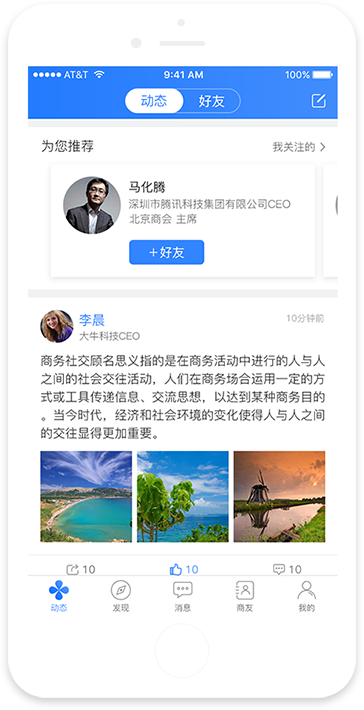 AT&T 9:41 AM 100%
动态 好友
为您推荐 我关注的
马化腾
深圳市腾讯科技集团有限公司CEO
北京商会 主席
＋好友
李晨 10分钟前
大牛科技CEO
商务社交顾名思义指的是在商务活动中进行的人与人
之间的社会交往活动，人们在商务场合运用一定的方
式或工具传递信息、交流思想，以达到某种商务目的
。当今时代，经济和社会环境的变化使得人与人之间
的交往显得更加重要。
10 10 10
动态 发现 消息 商友 我的